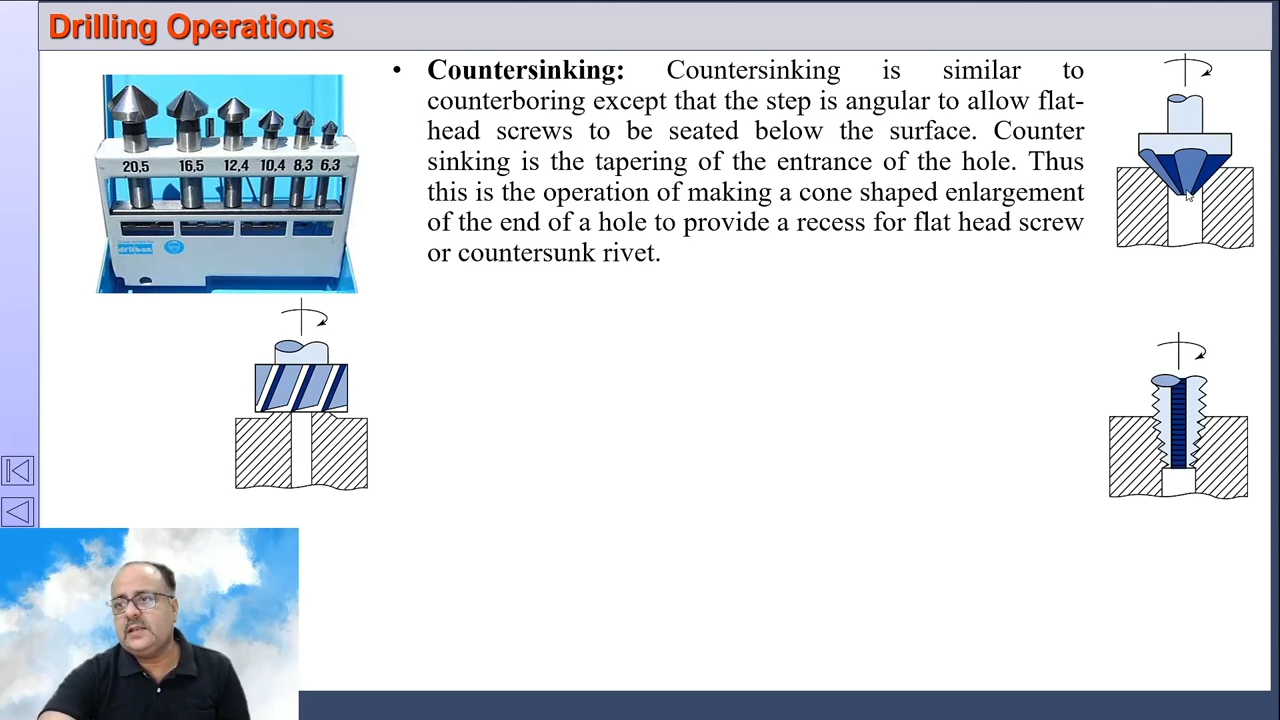 Drilling Operations
• Countersinking: Countersinking is similar to
counterboring except that the step is angular to allow flat-
head screws to be seated below the surface. Counter
sinking is the tapering of the entrance of the hole. Thus
this is the operation of making a cone shaped enlargement
of the end of a hole to provide a recess for flat head screw
or countersunk rivet.
20,5 16,5 12,4 10,4 8,3 6,3